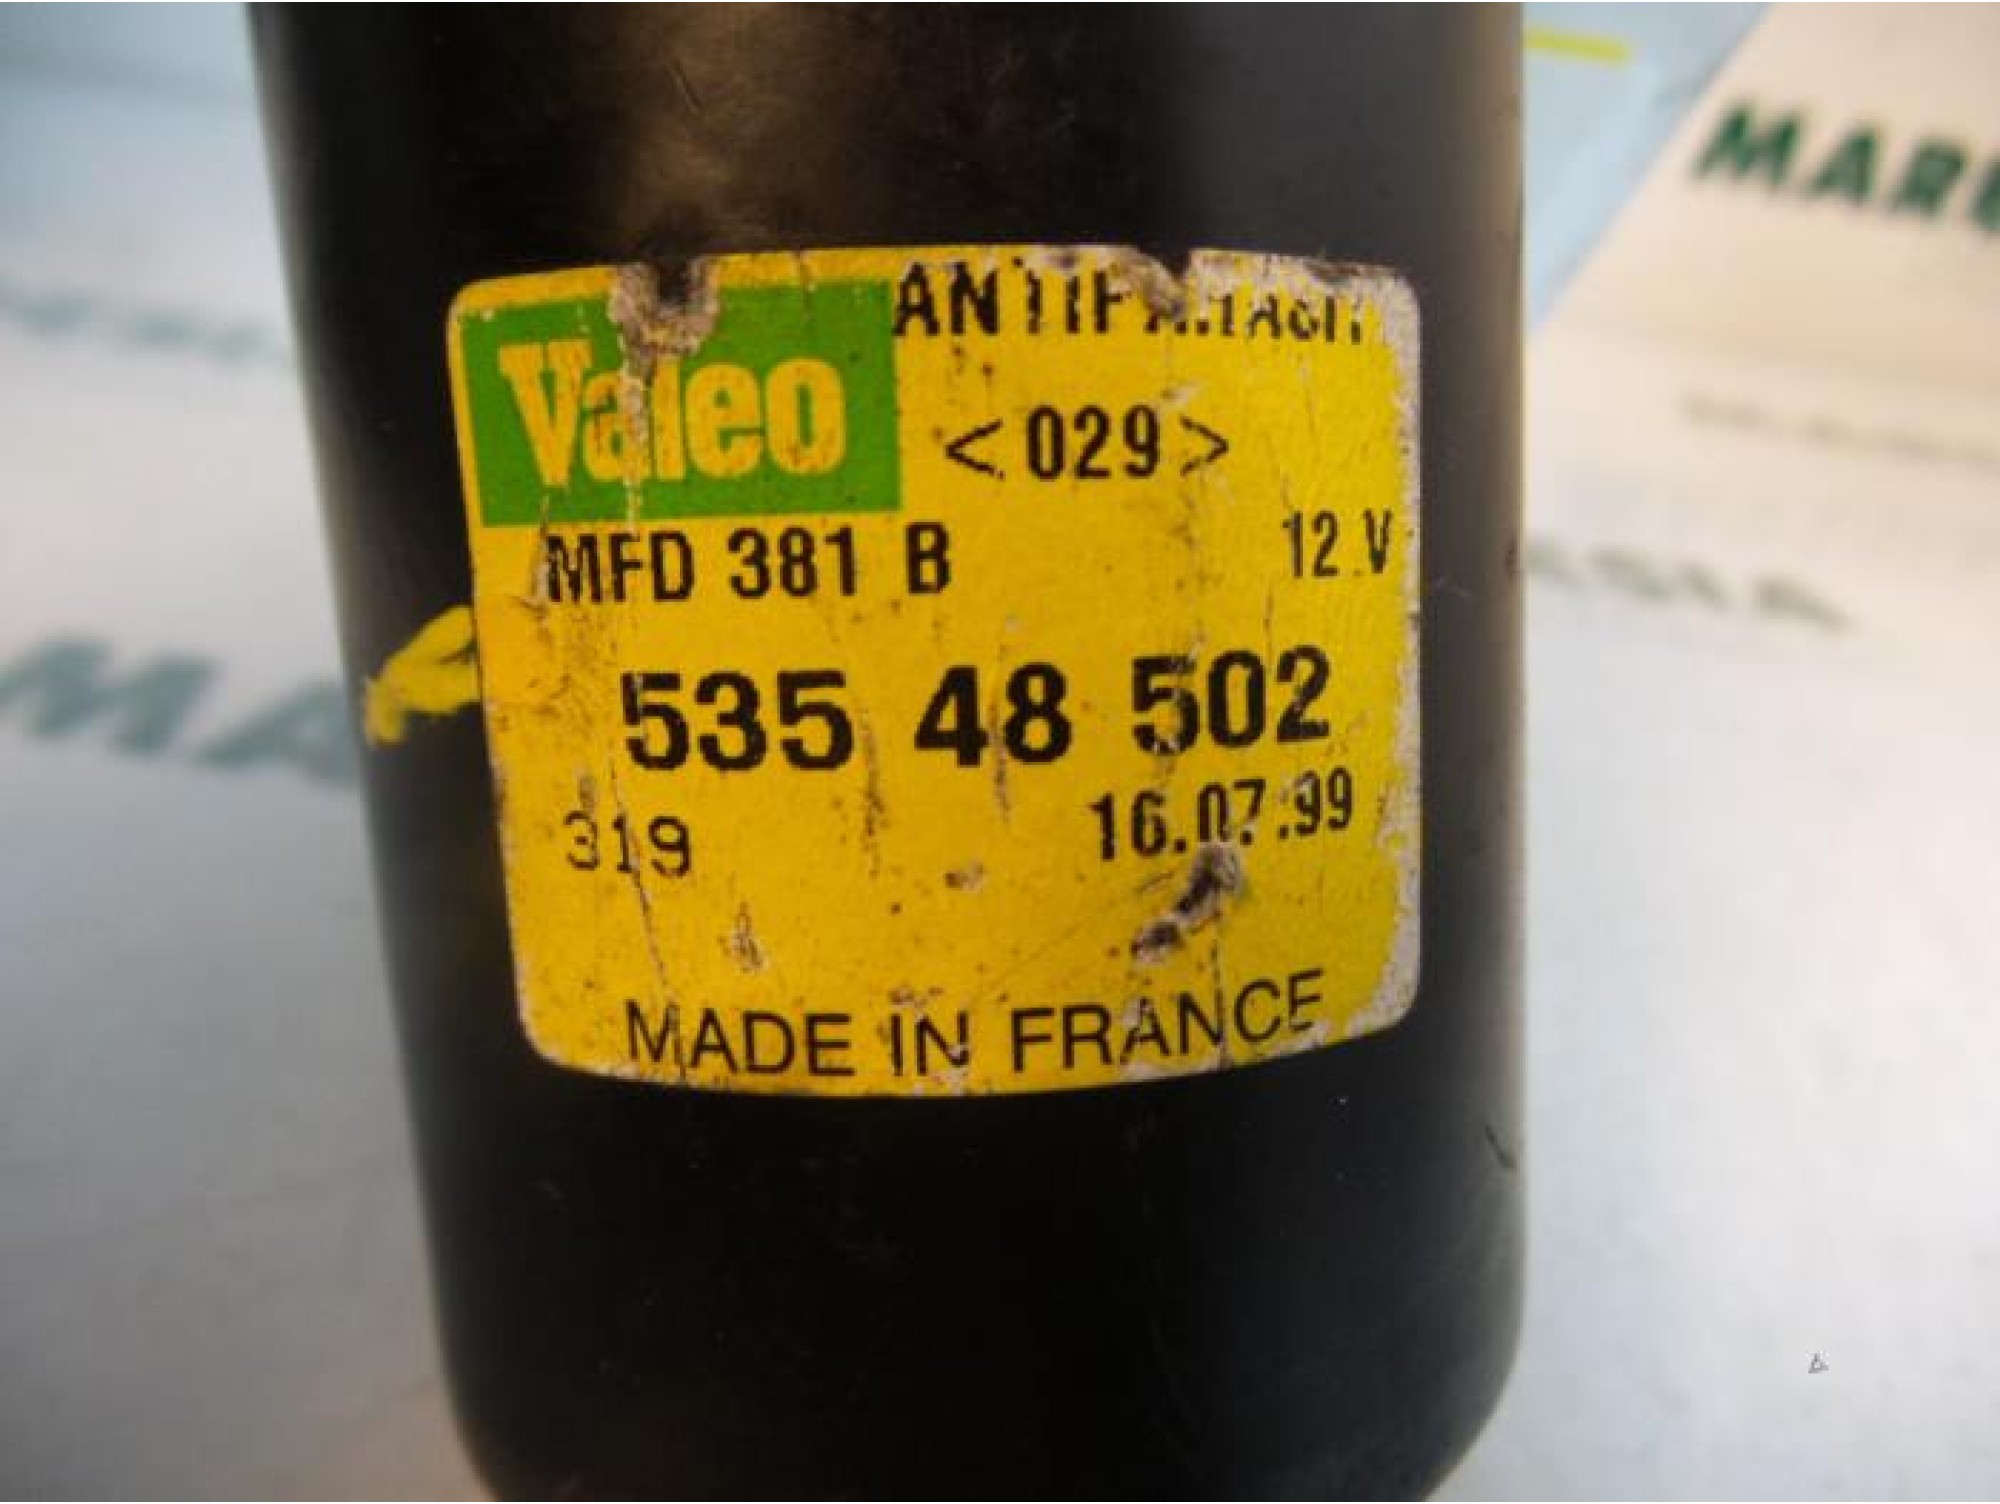 Valeo
<029>
MFD 381 B 12 V
535 48 502
319 16.07.99
MADE IN FRANCE